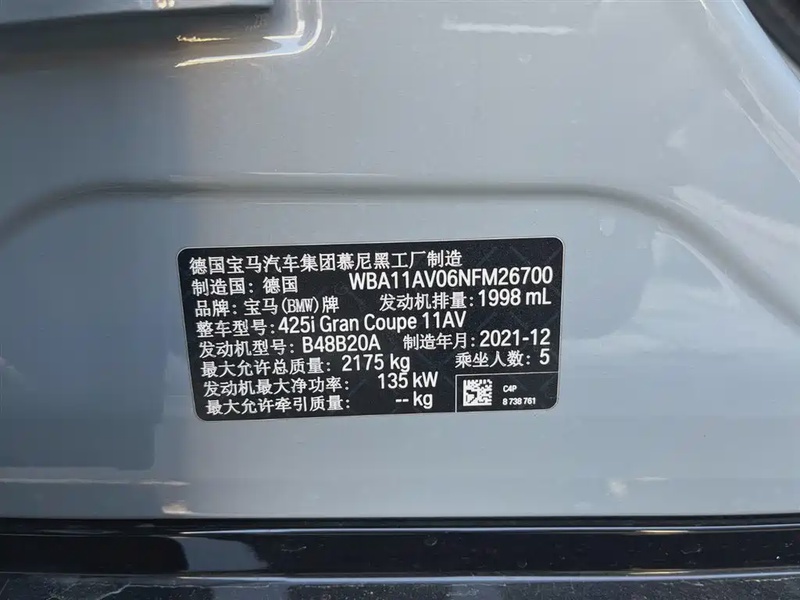 德国宝马汽车集团慕尼黑工厂制造
制造国：德国 WBA11AV06NFM26700
品牌：宝马(BMW)牌 发动机排量：1998 mL
整车型号：425i Gran Coupe 11AV
发动机型号：B48B20A 制造年月：2021-12
最大允许总质量：2175 kg 乘坐人数：5
发动机最大净功率：135 kW
最大允许牵引质量：-- kg
C4P
8 738 761